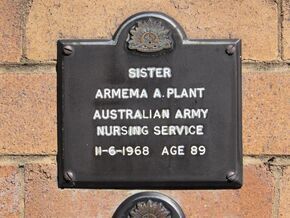 SISTER
ARMEMA A. PLANT
AUSTRALIAN ARMY
NURSING SERVICE
11-6-1968 AGE 89